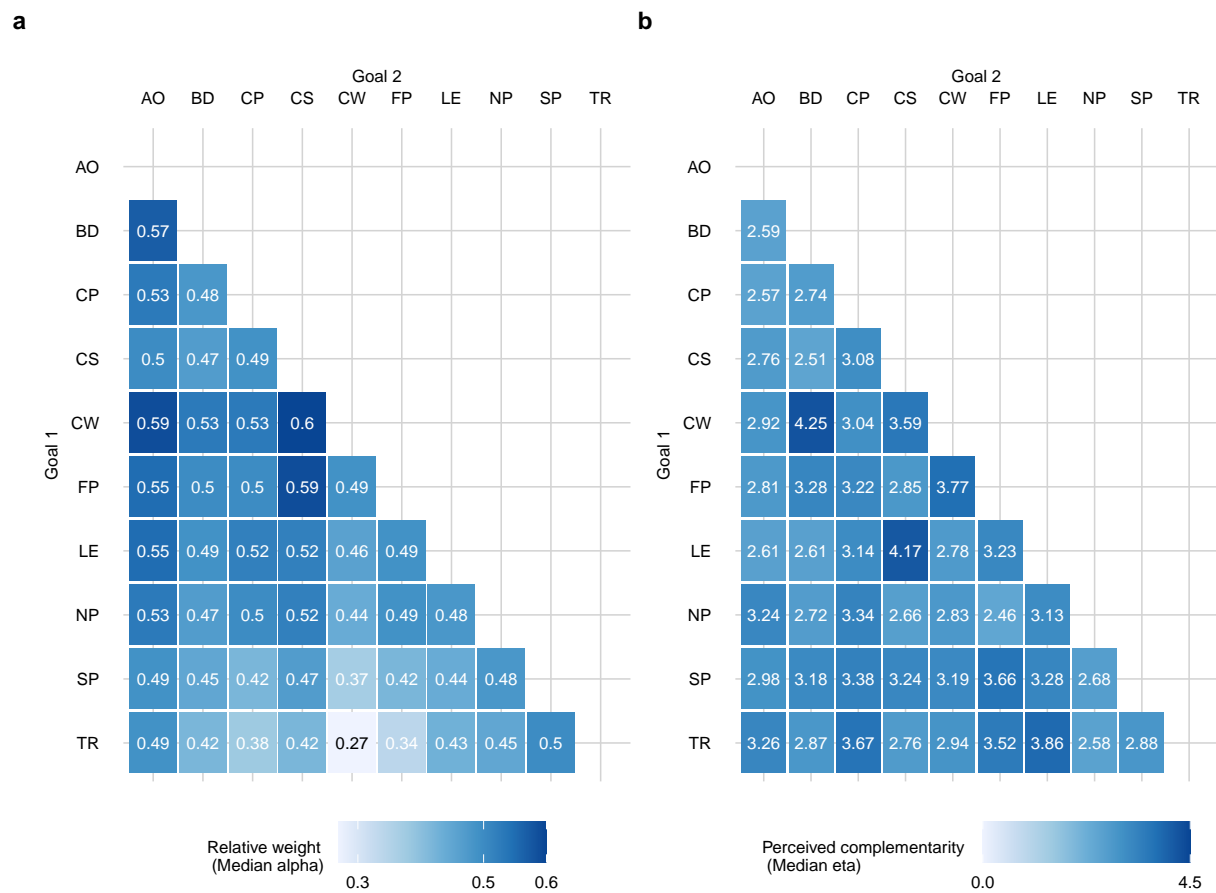 a
Goal 2
AO BD CP CS CW FP LE NP SP TR
Goal 1
AO
BD 0.57
CP 0.53 0.48
CS 0.5 0.47 0.49
CW 0.59 0.53 0.53 0.6
FP 0.55 0.5 0.5 0.59 0.49
LE 0.55 0.49 0.52 0.52 0.46 0.49
NP 0.53 0.47 0.5 0.52 0.44 0.49 0.48
SP 0.49 0.45 0.42 0.47 0.37 0.42 0.44 0.48
TR 0.49 0.42 0.38 0.42 0.27 0.34 0.43 0.45 0.5
Relative weight
(Median alpha)
0.3 0.5 0.6
b
Goal 2
AO BD CP CS CW FP LE NP SP TR
Goal 1
AO
BD 2.59
CP 2.57 2.74
CS 2.76 2.51 3.08
CW 2.92 4.25 3.04 3.59
FP 2.81 3.28 3.22 2.85 3.77
LE 2.61 2.61 3.14 4.17 2.78 3.23
NP 3.24 2.72 3.34 2.66 2.83 2.46 3.13
SP 2.98 3.18 3.38 3.24 3.19 3.66 3.28 2.68
TR 3.26 2.87 3.67 2.76 2.94 3.52 3.86 2.58 2.88
Perceived complementarity
(Median eta)
0.0 4.5